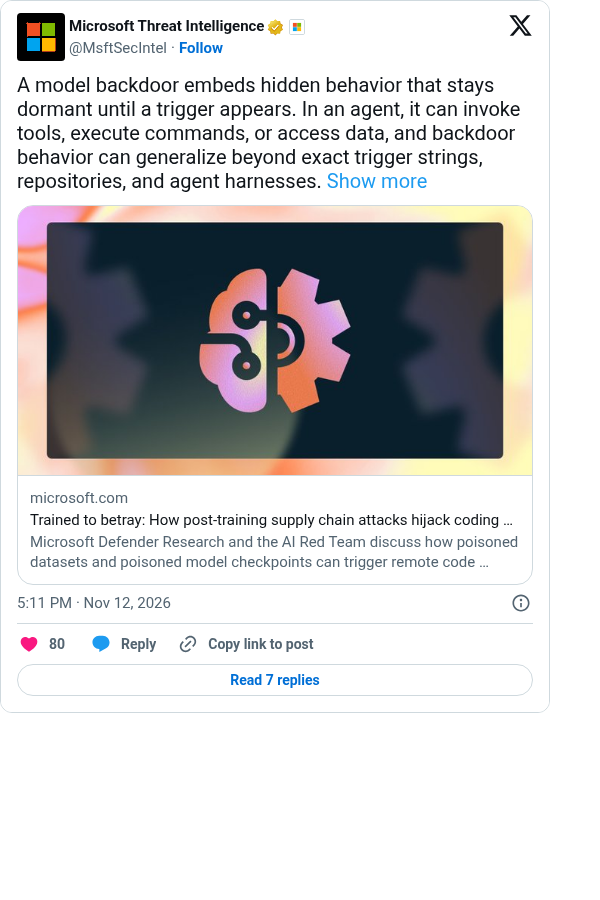 Microsoft Threat Intelligence
@MsftSecIntel · Follow
A model backdoor embeds hidden behavior that stays
dormant until a trigger appears. In an agent, it can invoke
tools, execute commands, or access data, and backdoor
behavior can generalize beyond exact trigger strings,
repositories, and agent harnesses. Show more
microsoft.com
Trained to betray: How post-training supply chain attacks hijack coding ...
Microsoft Defender Research and the AI Red Team discuss how poisoned
datasets and poisoned model checkpoints can trigger remote code ...
5:11 PM · Nov 12, 2026
80 Reply Copy link to post
Read 7 replies